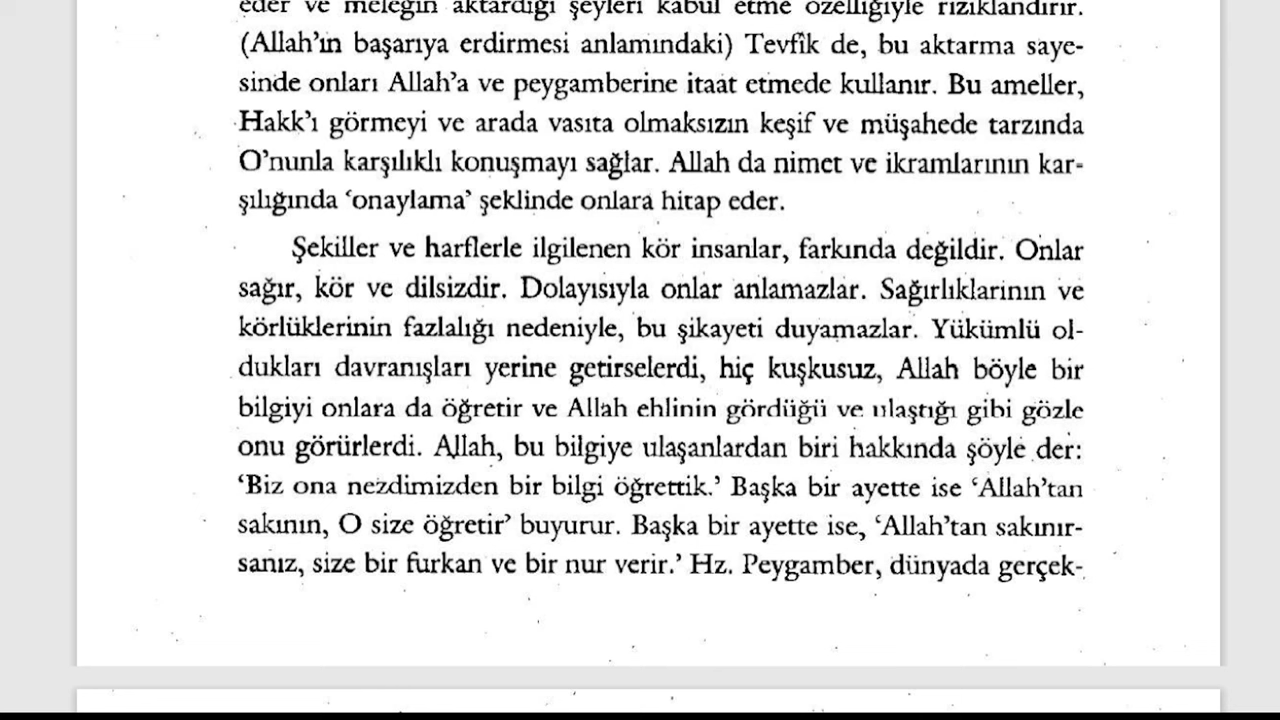 eder ve meleğin aktardığı şeyleri kabul etme özelliğiyle rızıklandırır.
(Allah’ın başarıya erdirmesi anlamındaki) Tevfîk de, bu aktarma saye-
sinde onları Allah’a ve peygamberine itaat etmede kullanır. Bu ameller,
Hakk’ı görmeyi ve arada vasıta olmaksızın keşif ve müşahede tarzında
O’nunla karşılıklı konuşmayı sağlar. Allah da nimet ve ikramlarının kar-
şılığında ‘onaylama’ şeklinde onlara hitap eder.
Şekiller ve harflerle ilgilenen kör insanlar, farkında değildir. Onlar
sağır, kör ve dilsizdir. Dolayısıyla onlar anlamazlar. Sağırlıklarının ve
körlüklerinin fazlalığı nedeniyle, bu şikayeti duyamazlar. Yükümlü ol-
dukları davranışları yerine getirselerdi, hiç kuşkusuz, Allah böyle bir
bilgiyi onlara da öğretir ve Allah ehlinin gördüğü ve ulaştığı gibi gözle
onu görürlerdi. Allah, bu bilgiye ulaşanlardan biri hakkında şöyle der:
‘Biz ona nezdimizden bir bilgi öğrettik.’ Başka bir ayette ise ‘Allah’tan
sakının, O size öğretir’ buyurur. Başka bir ayette ise, ‘Allah’tan sakınır-
sanız, size bir furkan ve bir nur verir.’ Hz. Peygamber, dünyada gerçek-